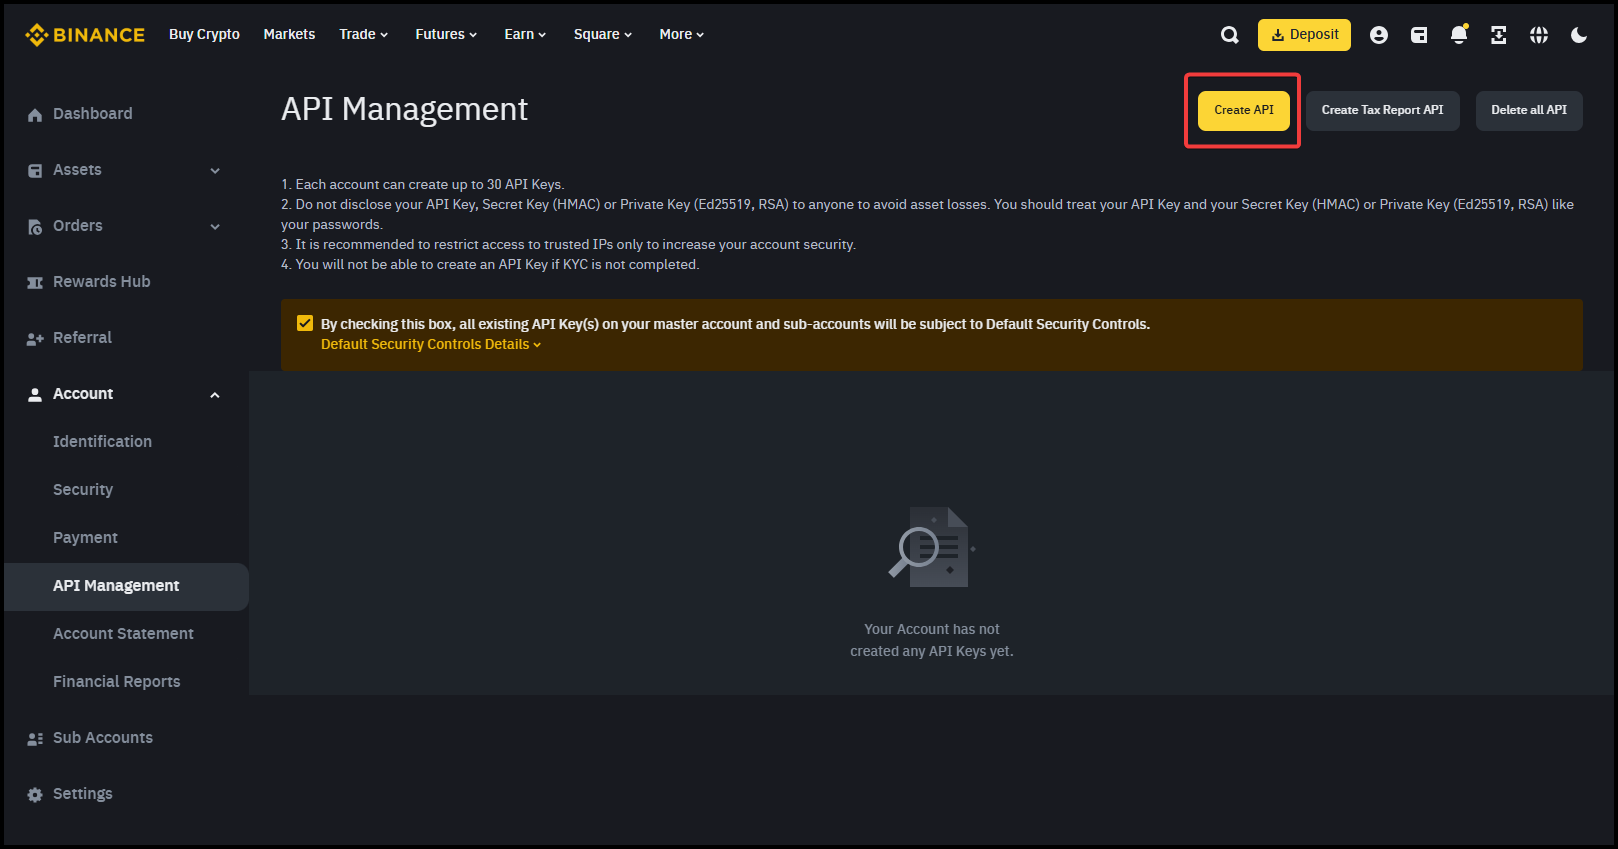 BINANCE Buy Crypto Markets Trade Futures Earn Square More Deposit
Dashboard
Assets
Orders
Rewards Hub
Referral
Account
Identification
Security
Payment
API Management
Account Statement
Financial Reports
Sub Accounts
Settings
API Management
Create API Create Tax Report API Delete all API
1. Each account can create up to 30 API Keys.
2. Do not disclose your API Key, Secret Key (HMAC) or Private Key (Ed25519, RSA) to anyone to avoid asset losses. You should treat your API Key and your Secret Key (HMAC) or Private Key (Ed25519, RSA) like
your passwords.
3. It is recommended to restrict access to trusted IPs only to increase your account security.
4. You will not be able to create an API Key if KYC is not completed.
By checking this box, all existing API Key(s) on your master account and sub-accounts will be subject to Default Security Controls.
Default Security Controls Details
Your Account has not
created any API Keys yet.